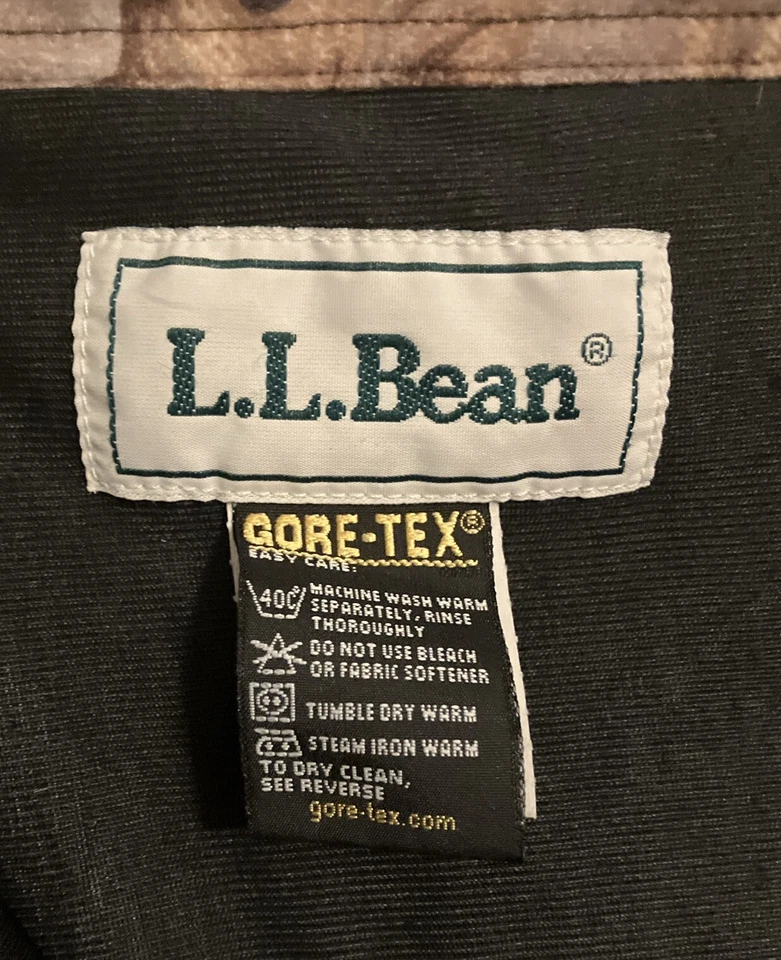 L.L.Bean®
GORE-TEX®
EASY CARE:
40C
MACHINE WASH WARM
SEPARATELY, RINSE
THOROUGHLY
DO NOT USE BLEACH
OR FABRIC SOFTENER
TUMBLE DRY WARM
STEAM IRON WARM
TO DRY CLEAN,
SEE REVERSE
gore-tex.com